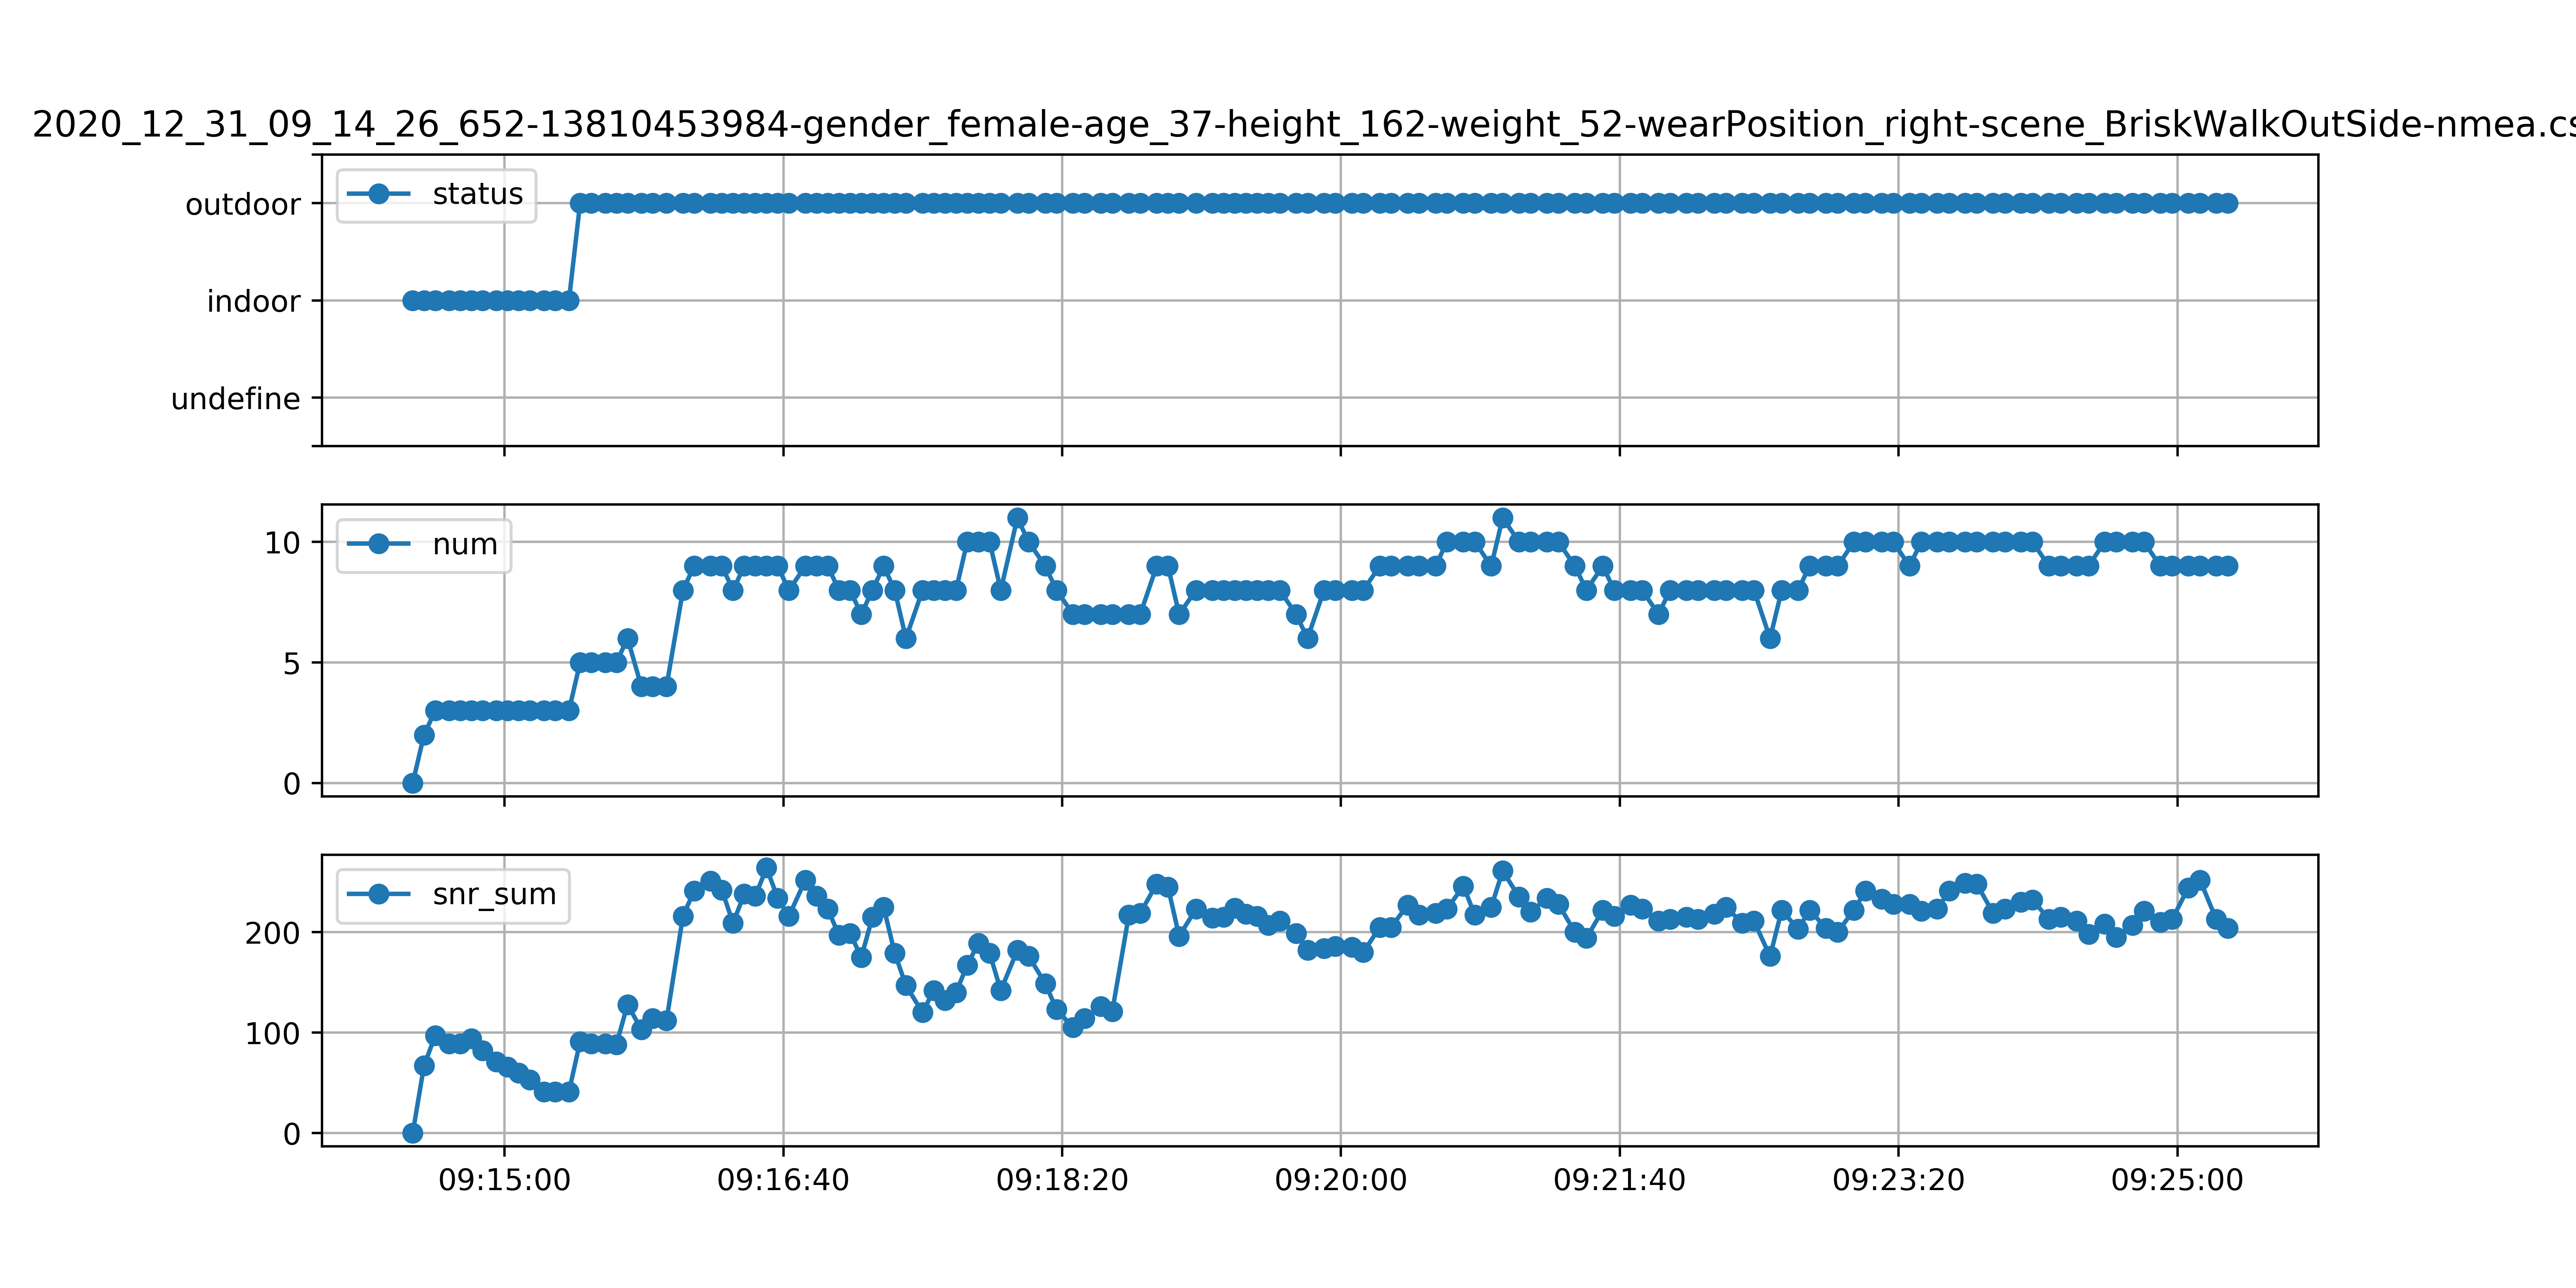 2020_12_31_09_14_26_652-13810453984-gender_female-age_37-height_162-weight_52-wearPosition_right-scene_BriskWalkOutSide-nmea.cs
status
outdoor
indoor
undefine
num
10
5
0
snr_sum
200
100
0
09:15:00 09:16:40 09:18:20 09:20:00 09:21:40 09:23:20 09:25:00